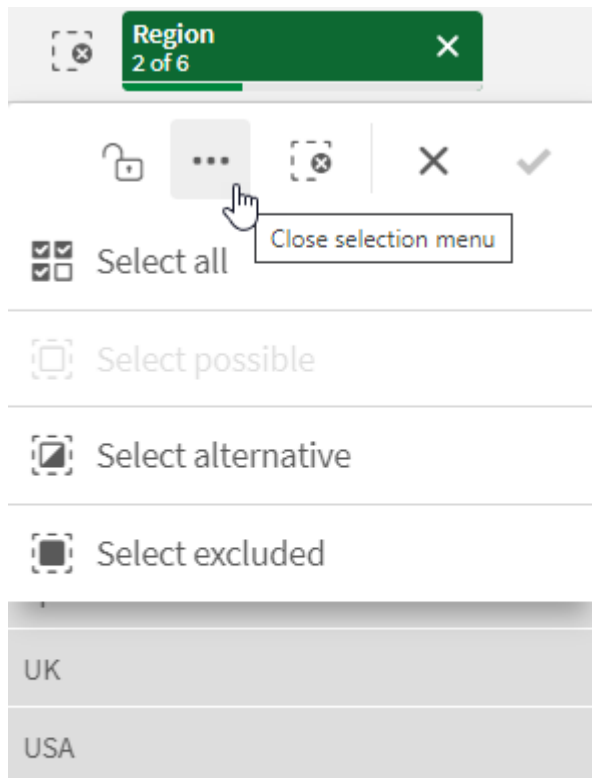 Region
2 of 6
Close selection menu
Select all
Select possible
Select alternative
Select excluded
UK
USA